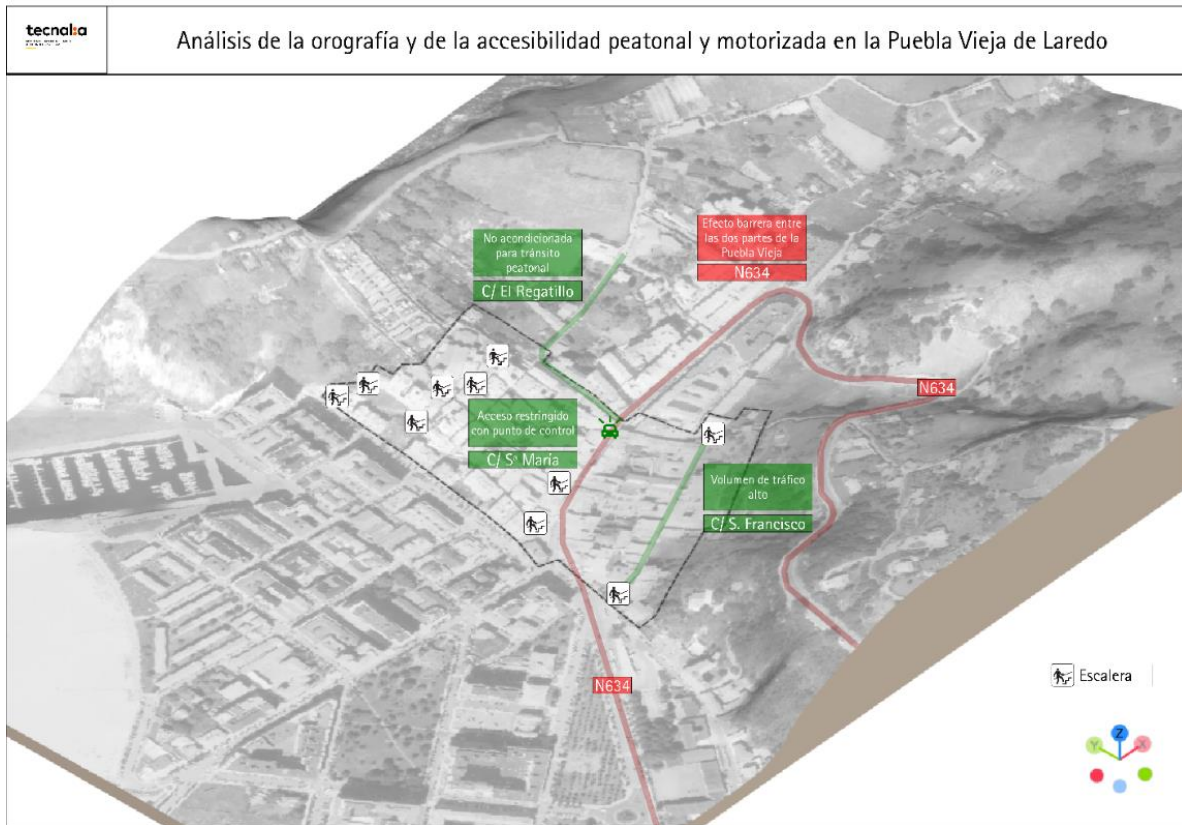 tecnalia
Análisis de la orografía y de la accesibilidad peatonal y motorizada en la Puebla Vieja de Laredo
No acondicionada
para tránsito
peatonal
C/ El Regatillo
Efecto barrera entre
las dos partes de la
Puebla Vieja
N634
N634
Acceso restringido
con punto de control
C/ Sª María
Volumen de tráfico
alto
C/ S. Francisco
N634
Escalera
Z
Y
X